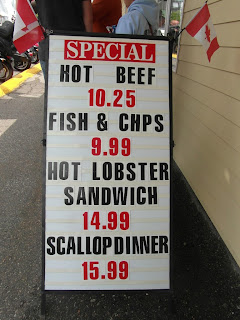 SPECIAL
HOT BEEF
10.25
FISH & CHPS
9.99
HOT LOBSTER
SANDWICH
14.99
SCALLOPDINNER
15.99